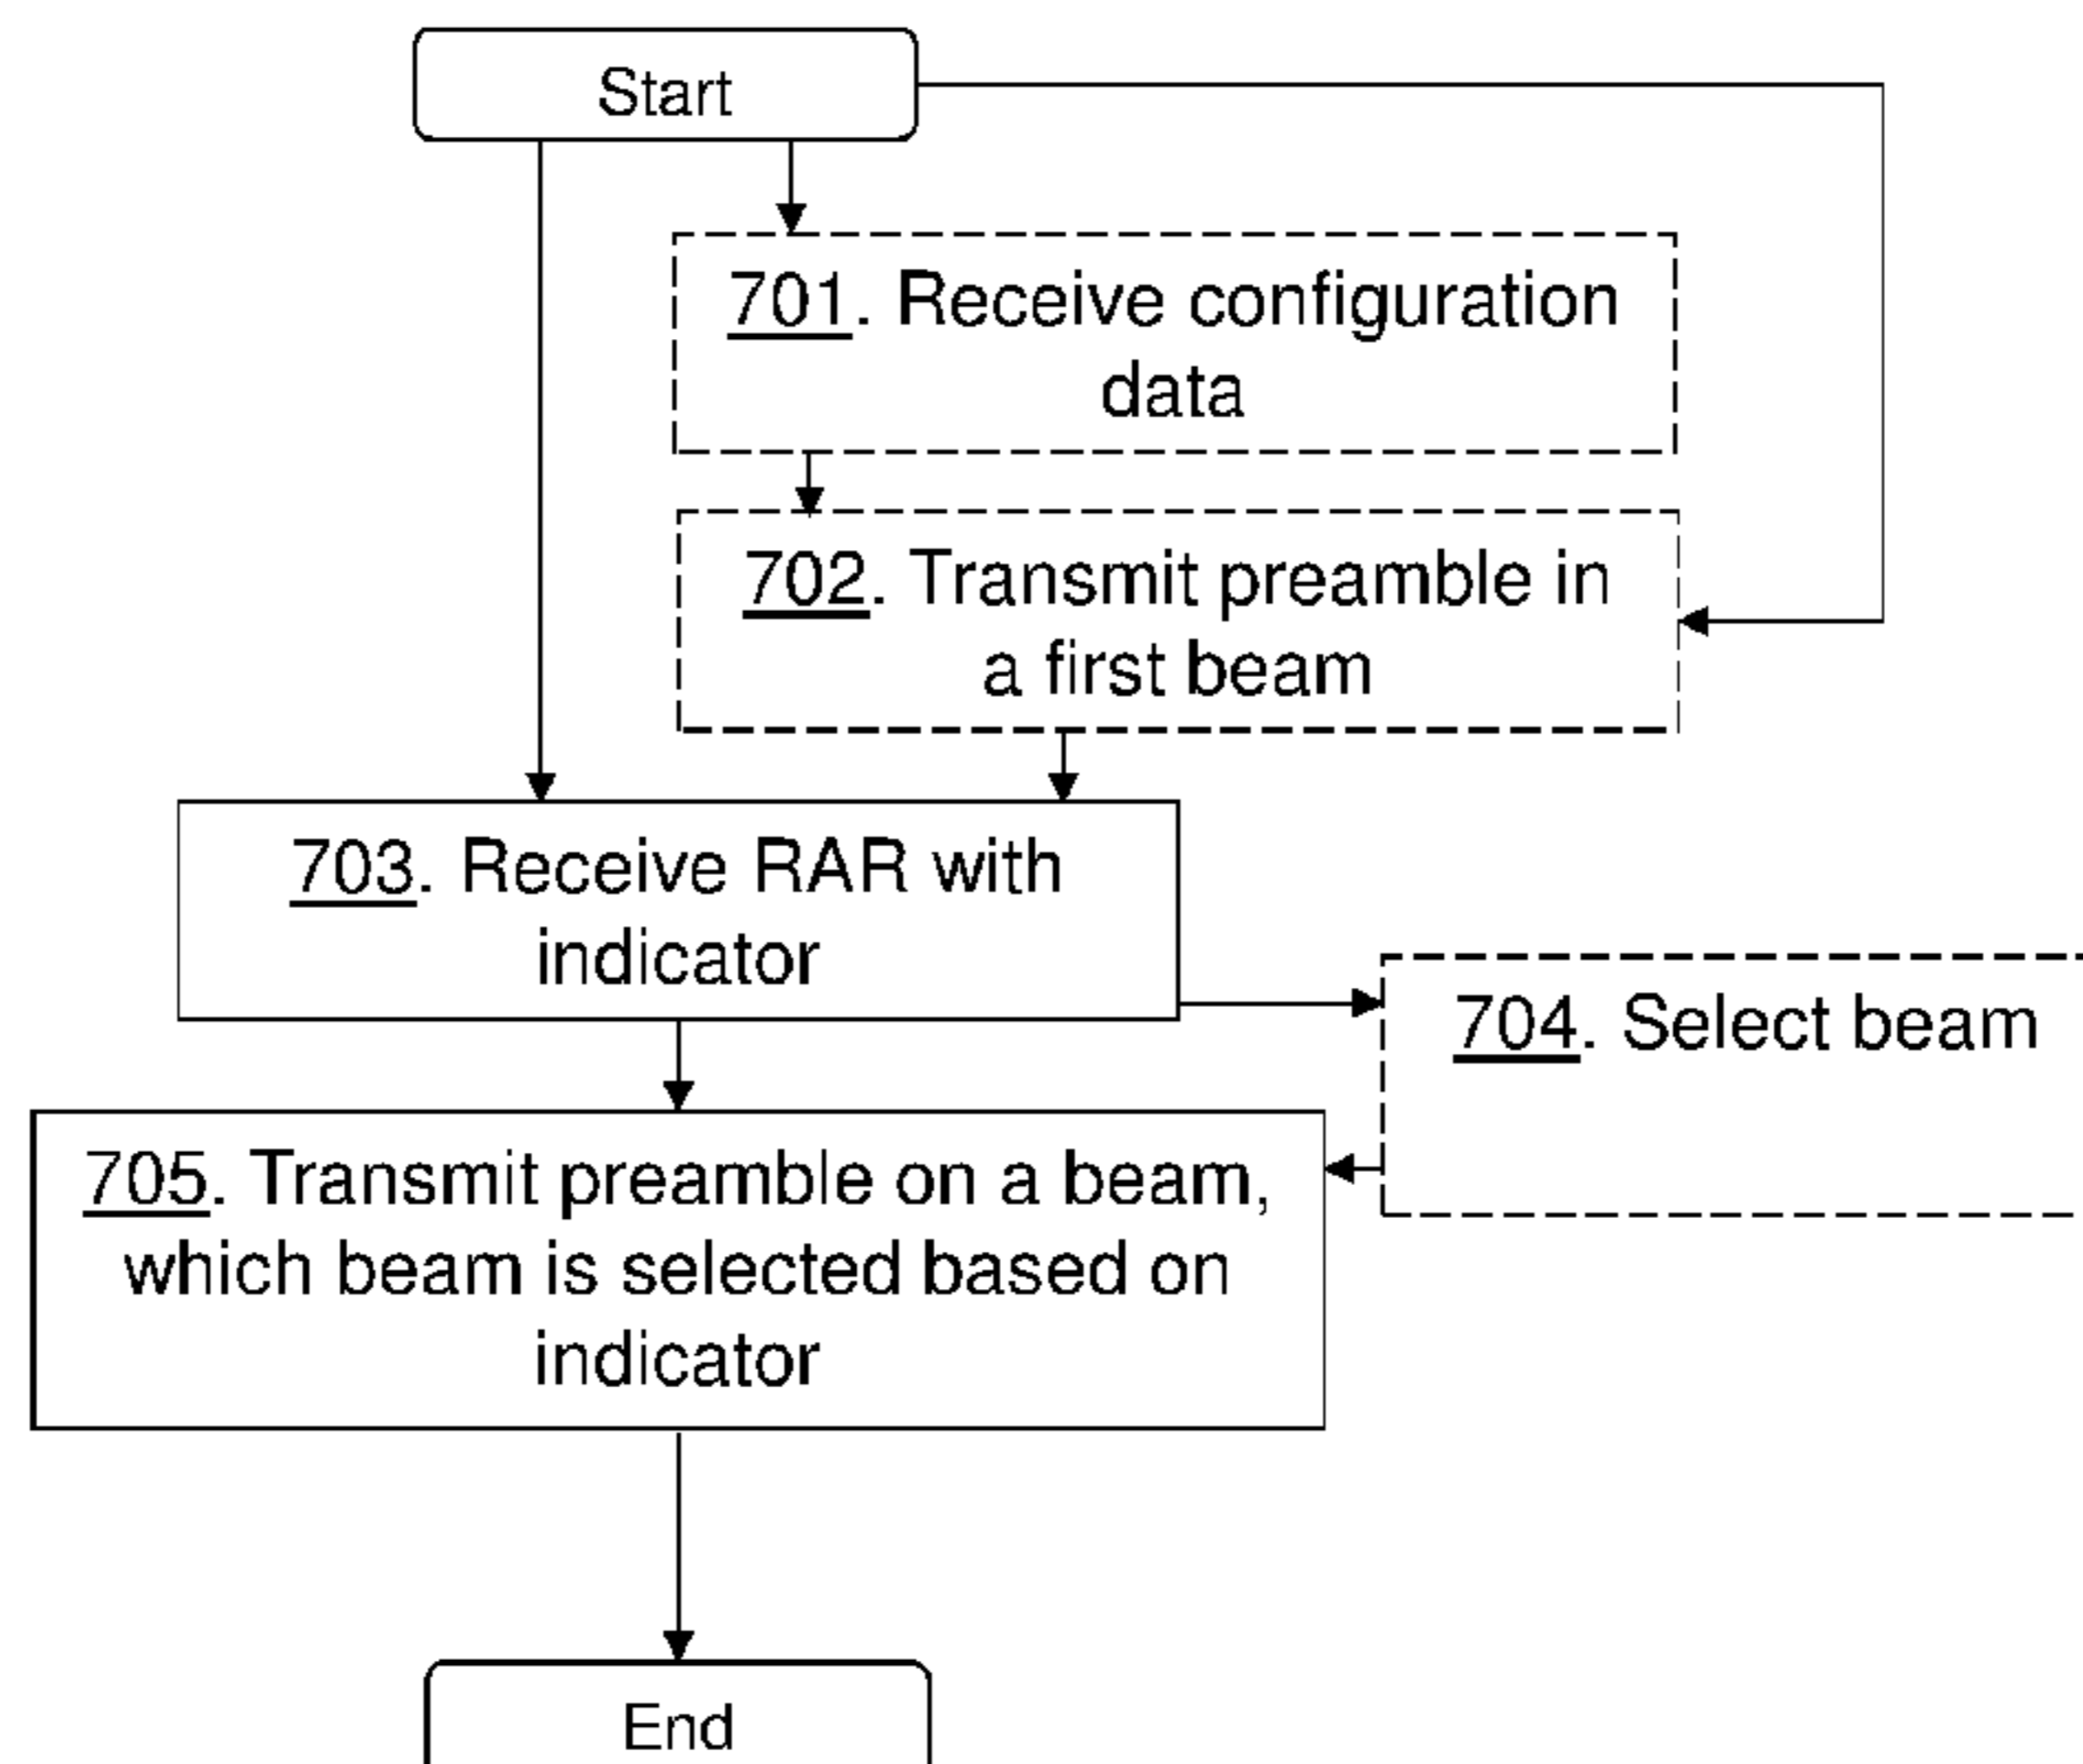 Start
701. Receive configuration
data
702. Transmit preamble in
a first beam
703. Receive RAR with
indicator
704. Select beam
705. Transmit preamble on a beam,
which beam is selected based on
indicator
End